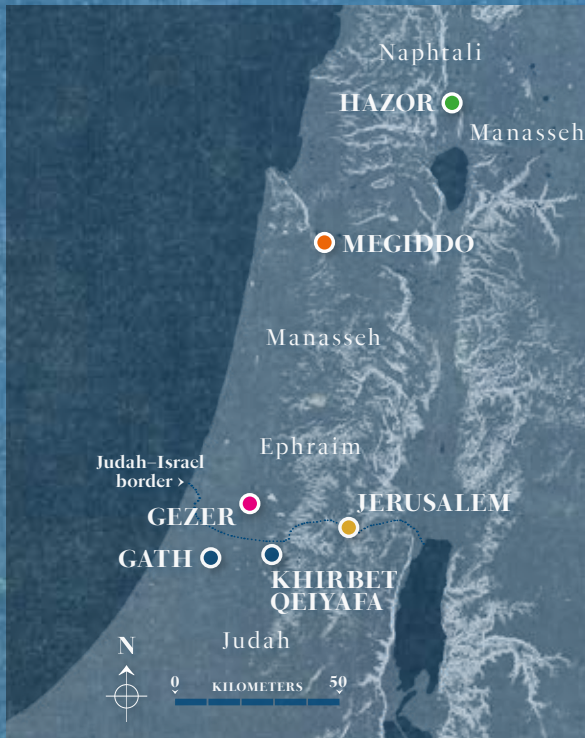 Naphtali
HAZOR
Manasseh
MEGIDDO
Manasseh
Ephraim
Judah–Israel
border ›
JERUSALEM
GEZER
GATH
KHIRBET
QEIYAFA
Judah
N
0
KILOMETERS
50